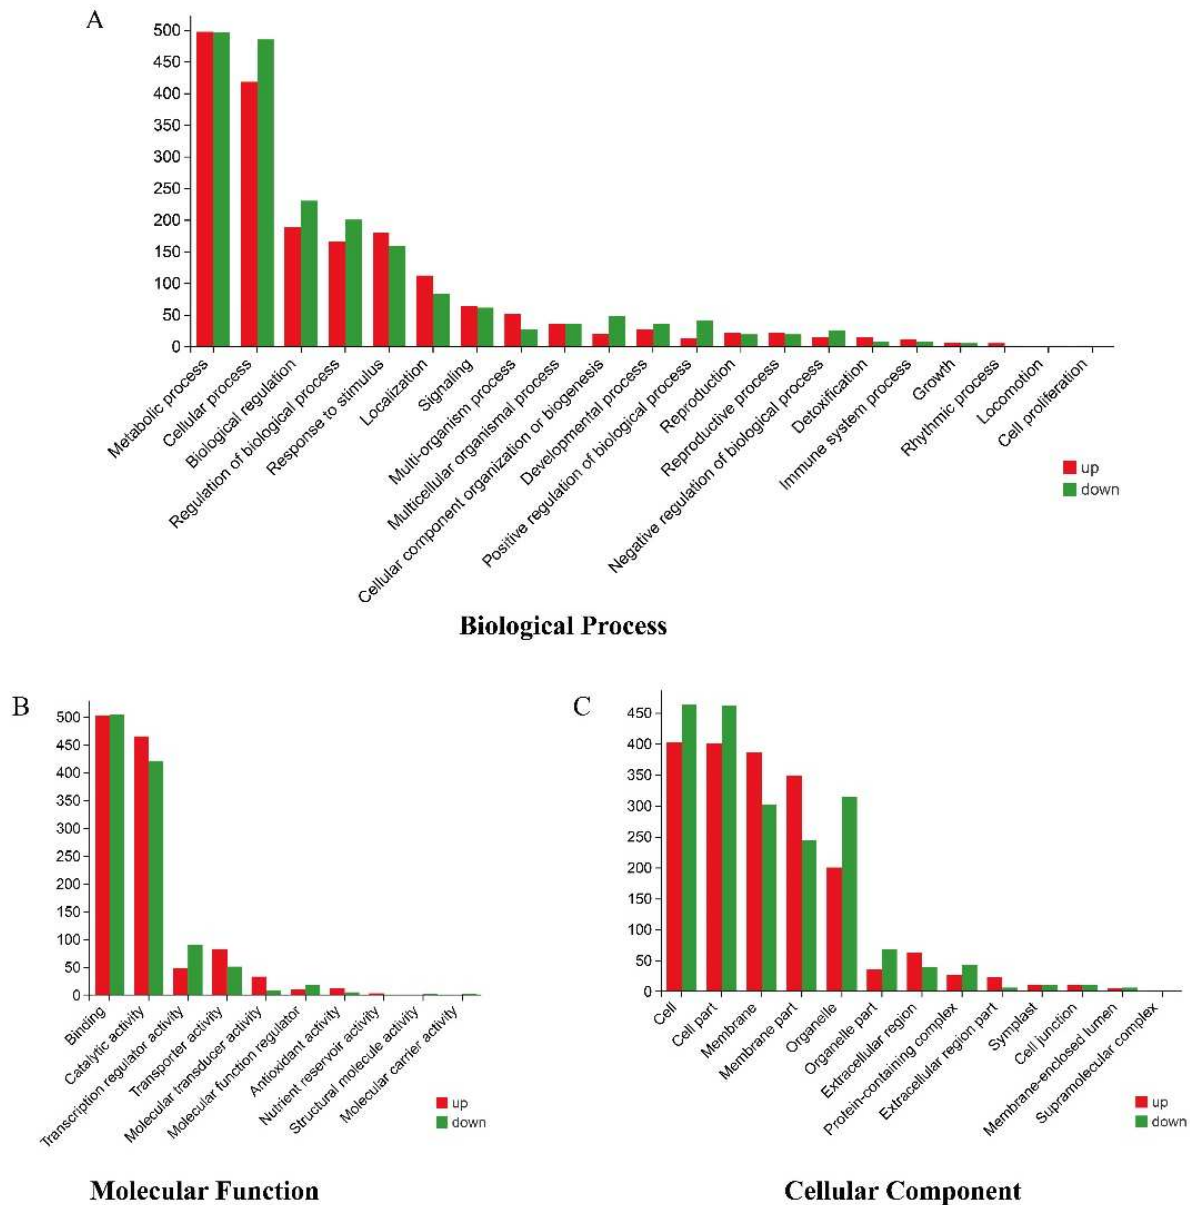 A
500
450
400
350
300
250
200
150
100
50
0
Metabolic process
Cellular process
Biological regulation
Regulation of biological process
Response to stimulus
Localization
Signaling
Multi-organism process
Multicellular organismal process
Cellular component organization or biogenesis
Developmental process
Positive regulation of biological process
Reproduction
Reproductive process
Negative regulation of biological process
Detoxification
Immune system process
Growth
Rhythmic process
Locomotion
Cell proliferation
up
down
Biological Process
B
500
450
400
350
300
250
200
150
100
50
0
Binding
Catalytic activity
Transcription regulator activity
Transporter activity
Molecular transducer activity
Molecular function regulator
Antioxidant activity
Nutrient reservoir activity
Structural molecule activity
Molecular carrier activity
up
down
Molecular Function
C
450
400
350
300
250
200
150
100
50
0
Cell
Cell part
Membrane
Membrane part
Organelle
Organelle part
Extracellular region
Protein-containing complex
Extracellular region part
Symplast
Cell junction
Membrane-enclosed lumen
Supramolecular complex
up
down
Cellular Component